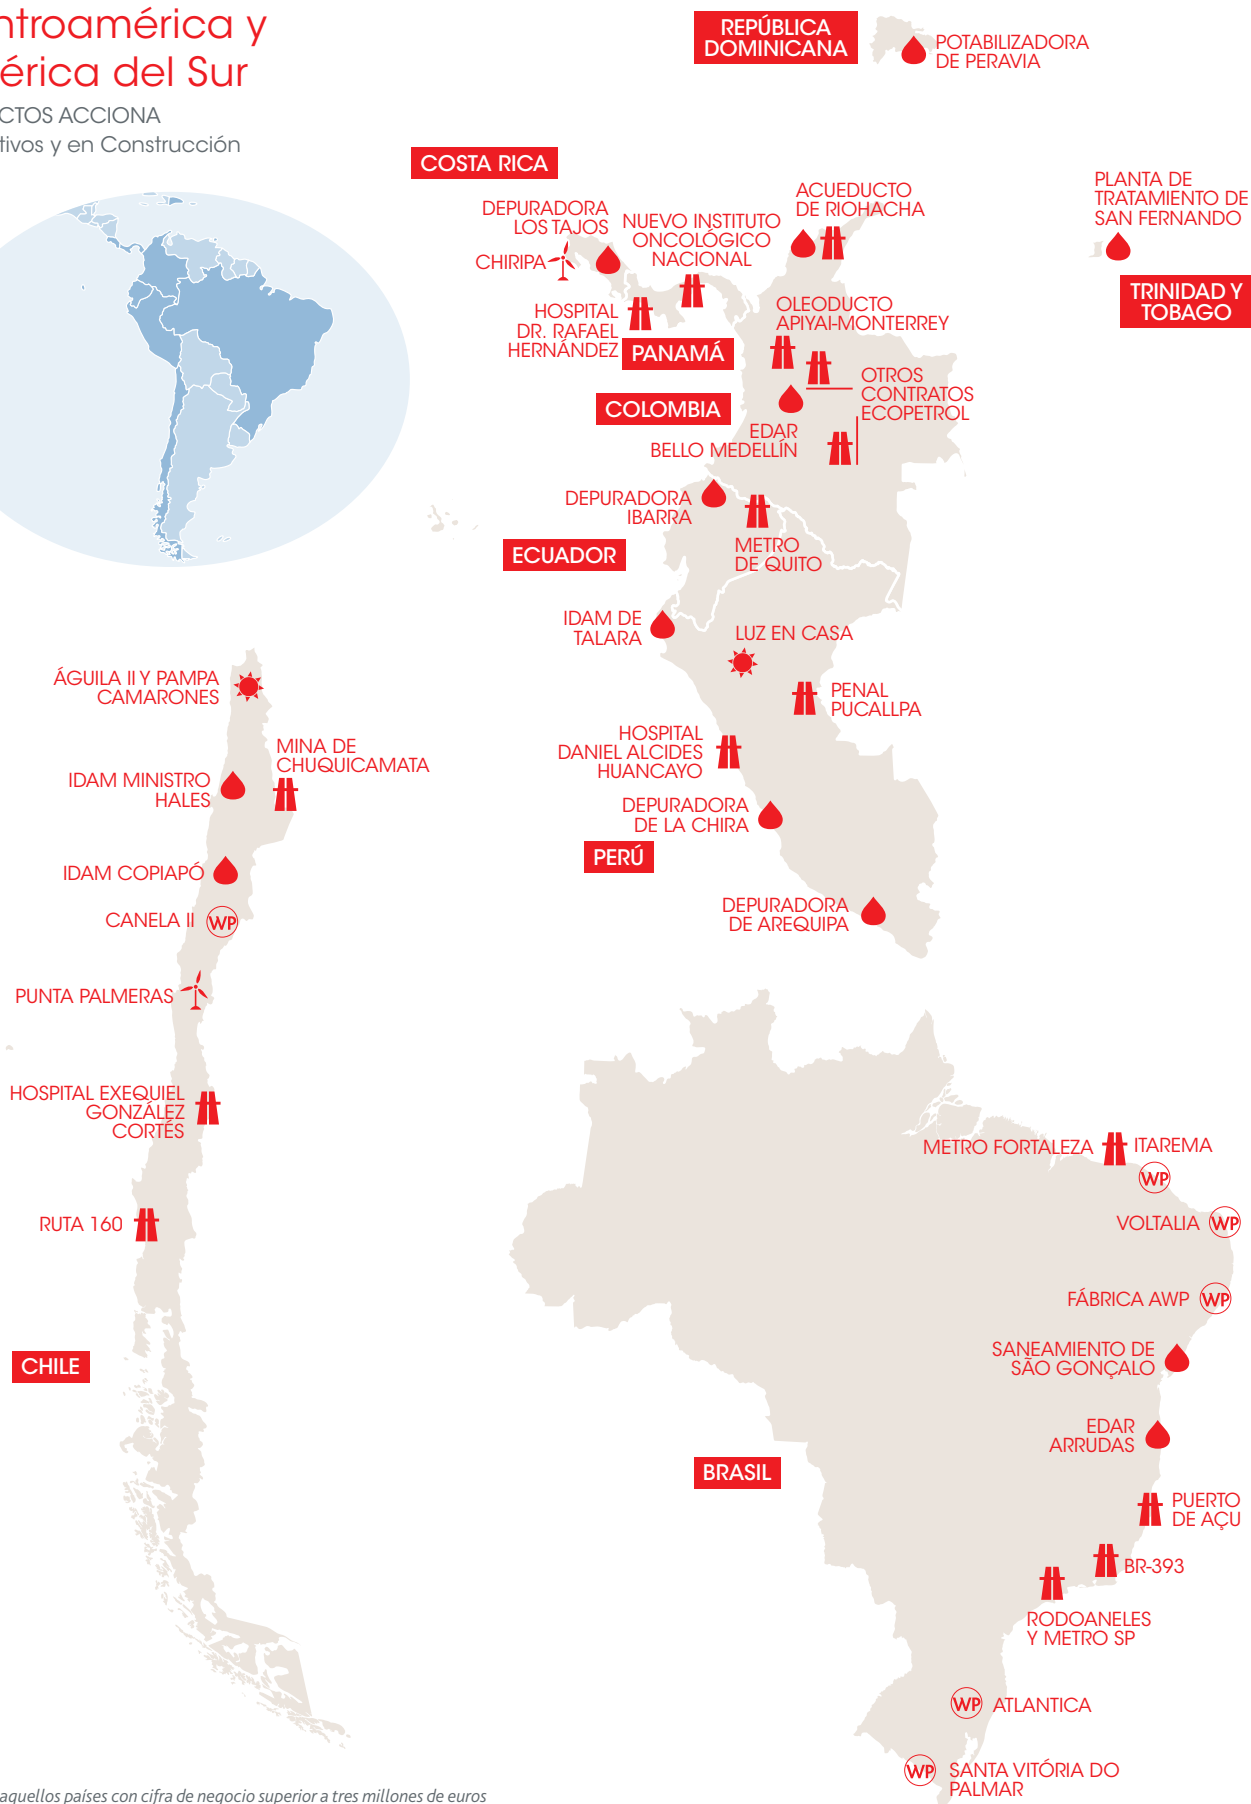 ntroamérica y
érica del Sur
CTOS ACCIONA
tivos y en Construcción
REPÚBLICA
DOMINICANA
POTABILIZADORA
DE PERAVIA
COSTA RICA
DEPURADORA
LOS TAJOS
CHIRIPA
NUEVO INSTITUTO
ONCOLÓGICO
NACIONAL
HOSPITAL
DR. RAFAEL
HERNÁNDEZ
PANAMÁ
ACUEDUCTO
DE RIOHACHA
PLANTA DE
TRATAMIENTO DE
SAN FERNANDO
TRINIDAD Y
TOBAGO
OLEODUCTO
APIYAI-MONTERREY
OTROS
CONTRATOS
ECOPETROL
COLOMBIA
EDAR
BELLO MEDELLÍN
DEPURADORA
IBARRA
METRO
DE QUITO
ECUADOR
IDAM DE
TALARA
LUZ EN CASA
PENAL
PUCALLPA
HOSPITAL
DANIEL ALCIDES
HUANCAYO
DEPURADORA
DE LA CHIRA
PERÚ
DEPURADORA
DE AREQUIPA
ÁGUILA II Y PAMPA
CAMARONES
MINA DE
CHUQUICAMATA
IDAM MINISTRO
HALES
IDAM COPIAPÓ
CANELA II
WP
PUNTA PALMERAS
HOSPITAL EXEQUIEL
GONZÁLEZ
CORTÉS
RUTA 160
CHILE
METRO FORTALEZA
ITAREMA
WP
VOLTALIA
WP
FÁBRICA AWP
WP
SANEAMIENTO DE
SÃO GONÇALO
EDAR
ARRUDAS
BRASIL
PUERTO
DE AÇU
BR-393
RODOANELES
Y METRO SP
WP
ATLANTICA
WP
SANTA VITÓRIA DO
PALMAR
aquellos países con cifra de negocio superior a tres millones de euros